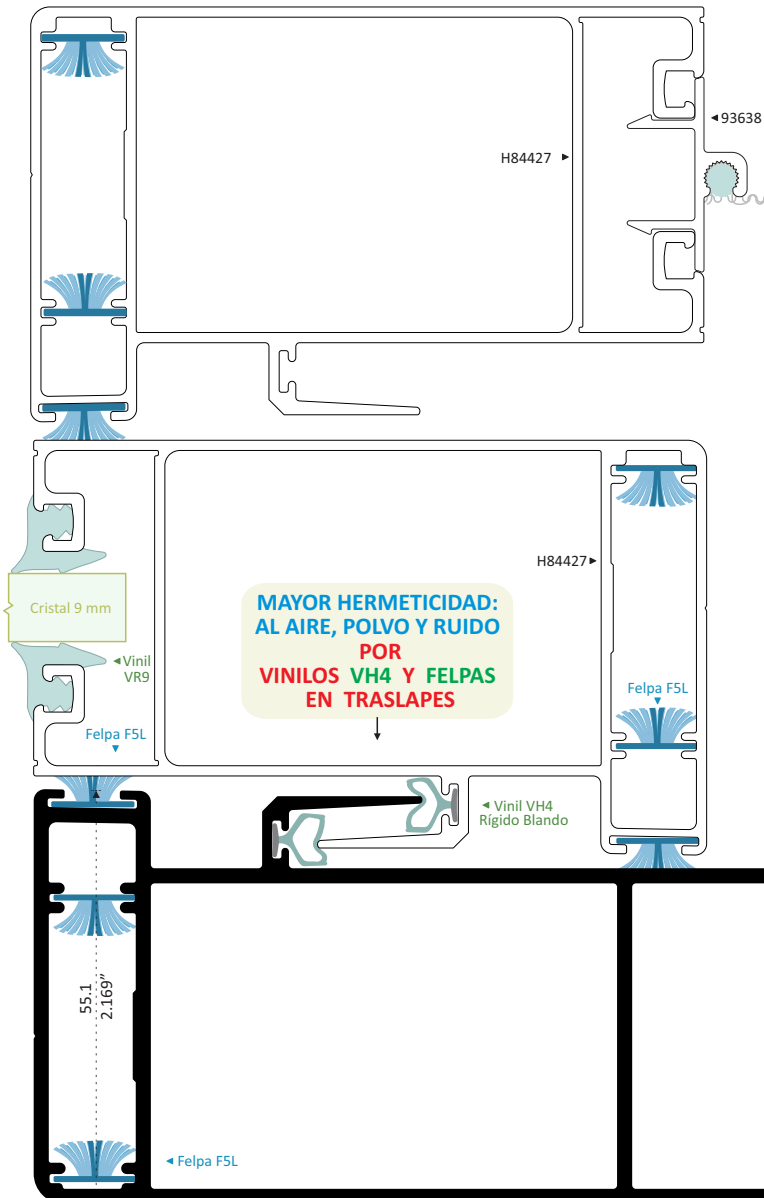 ◄93638
H84427 ►
H84427►
Cristal 9 mm
MAYOR HERMETICIDAD:
AL AIRE, POLVO Y RUIDO
POR
VINILOS VH4 Y FELPAS
EN TRASLAPES
◄Vinil
VR9
Felpa F5L
Felpa F5L
◄ Vinil VH4
Rígido Blando
55.1
2.169”
◄ Felpa F5L